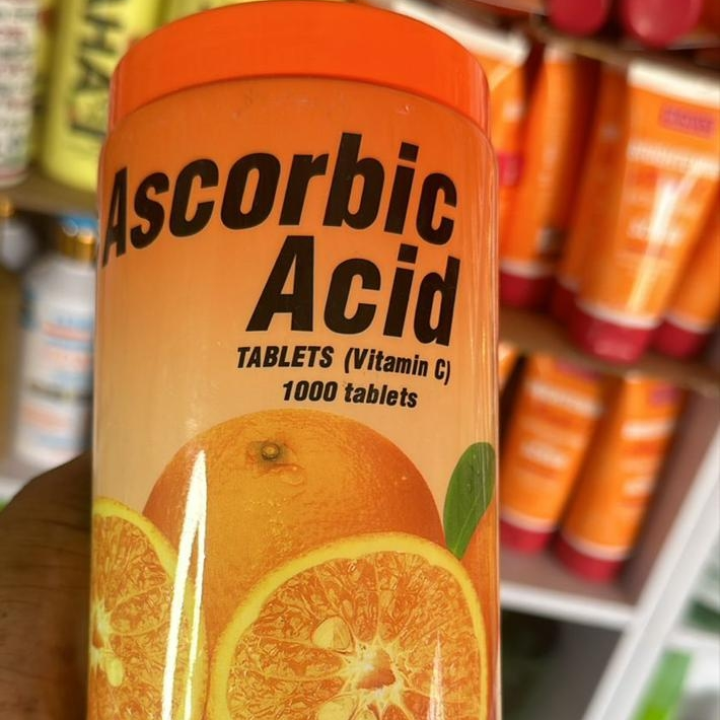 Ascorbic
Acid
TABLETS (Vitamin C)
1000 tablets